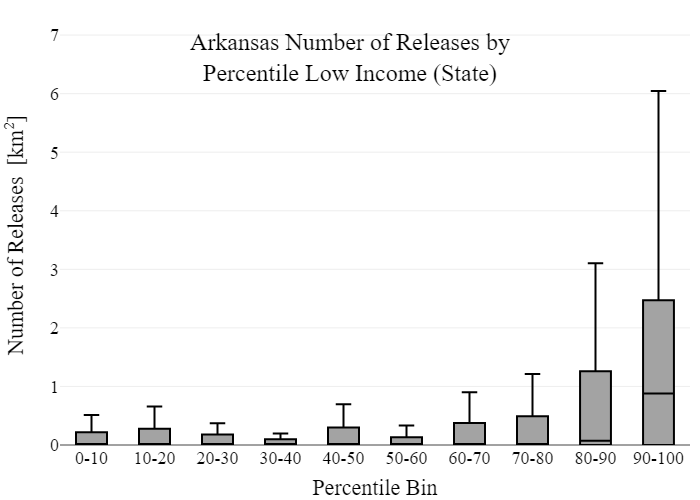 Arkansas Number of Releases by
Percentile Low Income (State)
Number of Releases [km²]
7
6
5
4
3
2
1
0
0-10 10-20 20-30 30-40 40-50 50-60 60-70 70-80 80-90 90-100
Percentile Bin